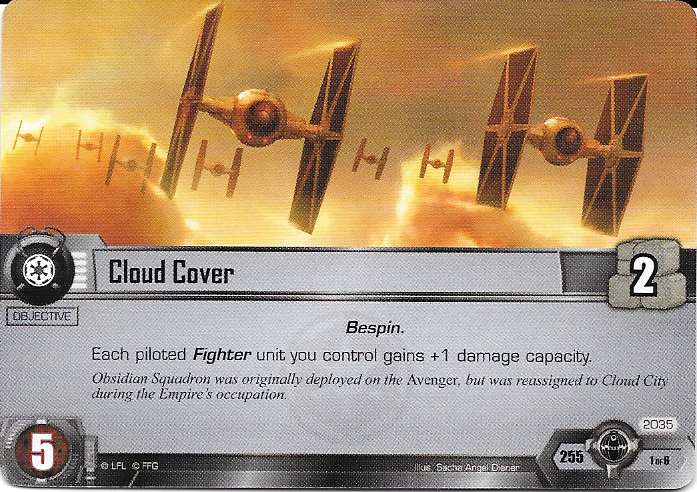 Cloud Cover
2
OBJECTIVE
Bespin.
Each piloted Fighter unit you control gains +1 damage capacity.
Obsidian Squadron was originally deployed on the Avenger, but was reassigned to Cloud City
during the Empire's occupation.
5
© LFL © FFG
Illus. Sacha Angel Diener
2035
255
1 OF 6